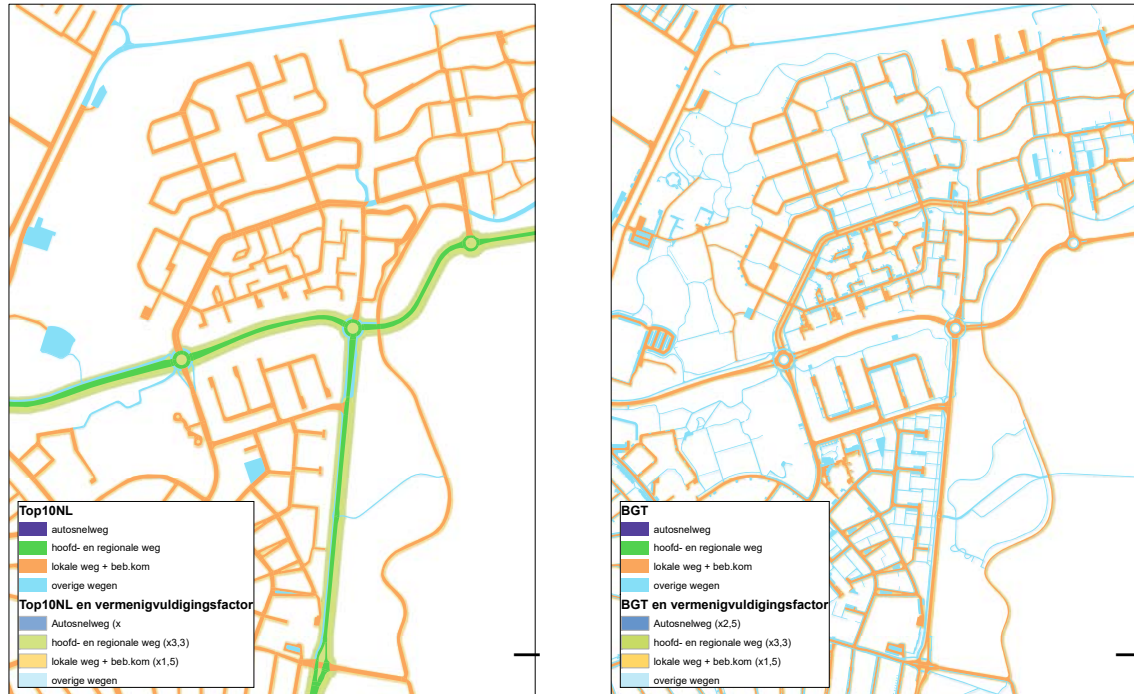 Top10NL
autosnelweg
hoofd- en regionale weg
lokale weg + beb.kom
overige wegen
Top10NL en vermenigvuldigingsfactor
Autosnelweg (x
hoofd- en regionale weg (x3,3)
lokale weg + beb.kom (x1,5)
overige wegen
BGT
autosnelweg
hoofd- en regionale weg
lokale weg + beb.kom
overige wegen
BGT en vermenigvuldigingsfactor
Autosnelweg (x2,5)
hoofd- en regionale weg (x3,3)
lokale weg + beb.kom (x1,5)
overige wegen